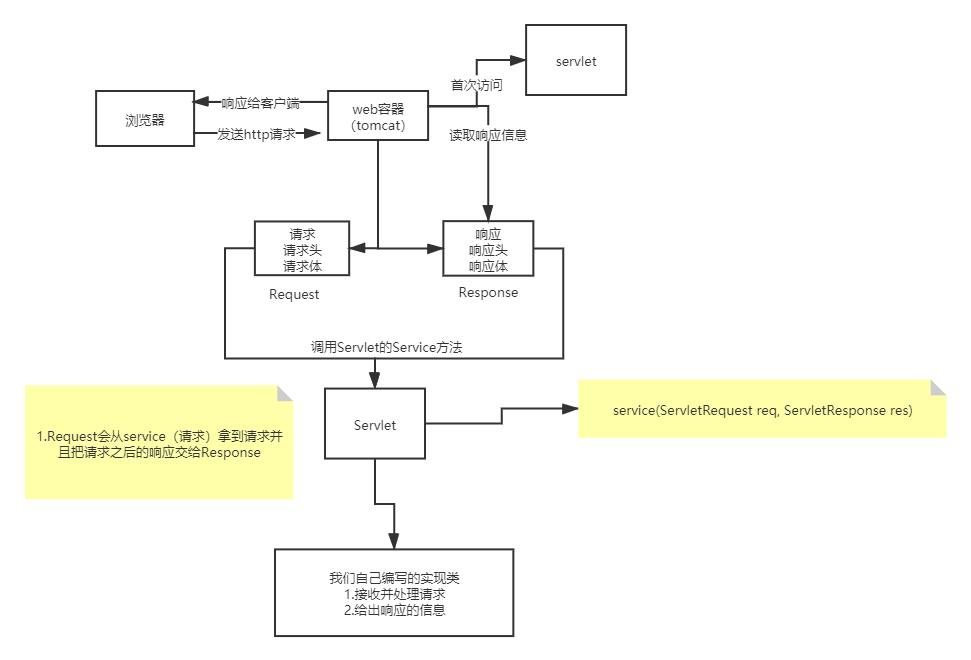 servlet
首次访问
响应给客户端
web容器
（tomcat）
浏览器
发送http请求
读取响应信息
请求
请求头
请求体
响应
响应头
响应体
Request
Response
调用Servlet的Service方法
Servlet
service(ServletRequest req, ServletResponse res)
1.Request会从service（请求）拿到请求并
且把请求之后的响应交给Response
我们自己编写的实现类
1.接收并处理请求
2.给出响应的信息